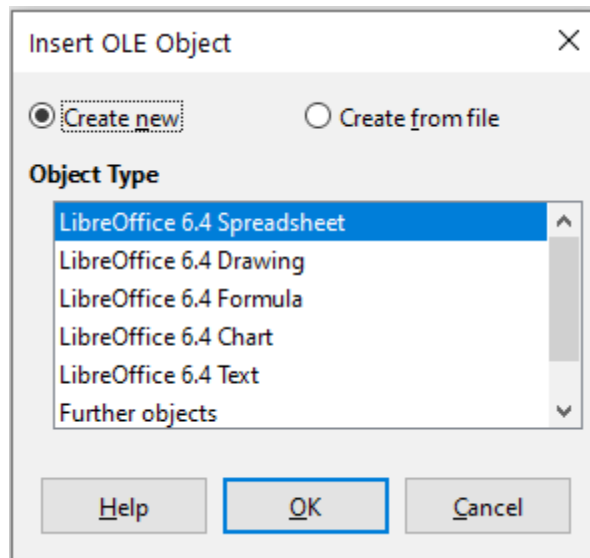 Insert OLE Object
Create new Create from file
Object Type
LibreOffice 6.4 Spreadsheet
LibreOffice 6.4 Drawing
LibreOffice 6.4 Formula
LibreOffice 6.4 Chart
LibreOffice 6.4 Text
Further objects
Help OK Cancel